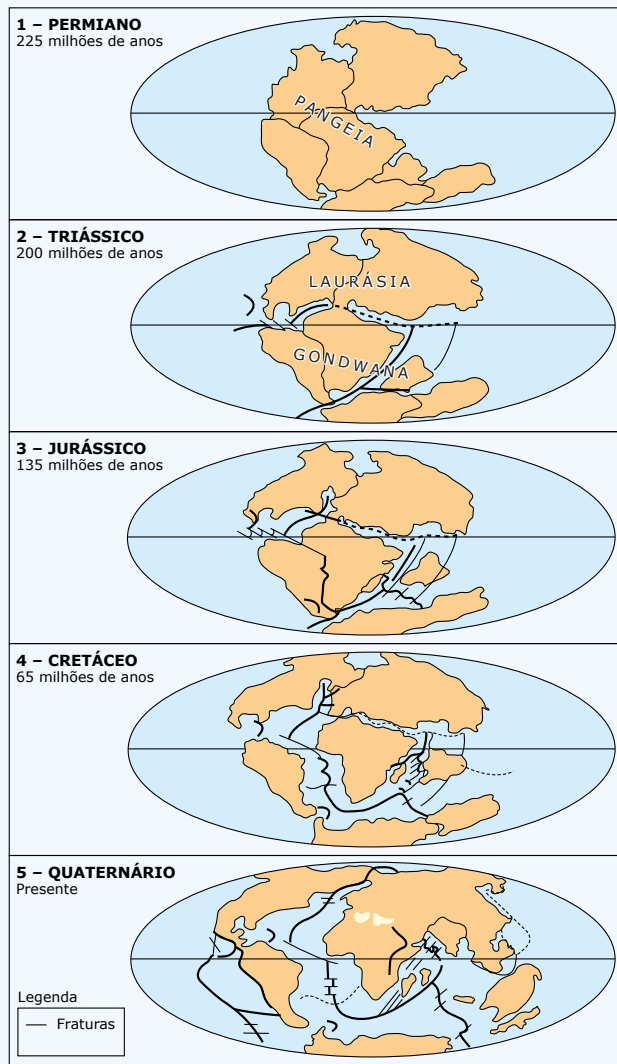 1 – PERMIANO
225 milhões de anos
PANGEIA
2 – TRIÁSSICO
200 milhões de anos
LAURÁSIA
GONDWANA
3 – JURÁSSICO
135 milhões de anos
4 – CRETÁCEO
65 milhões de anos
5 – QUATERNÁRIO
Presente
Legenda
Fraturas